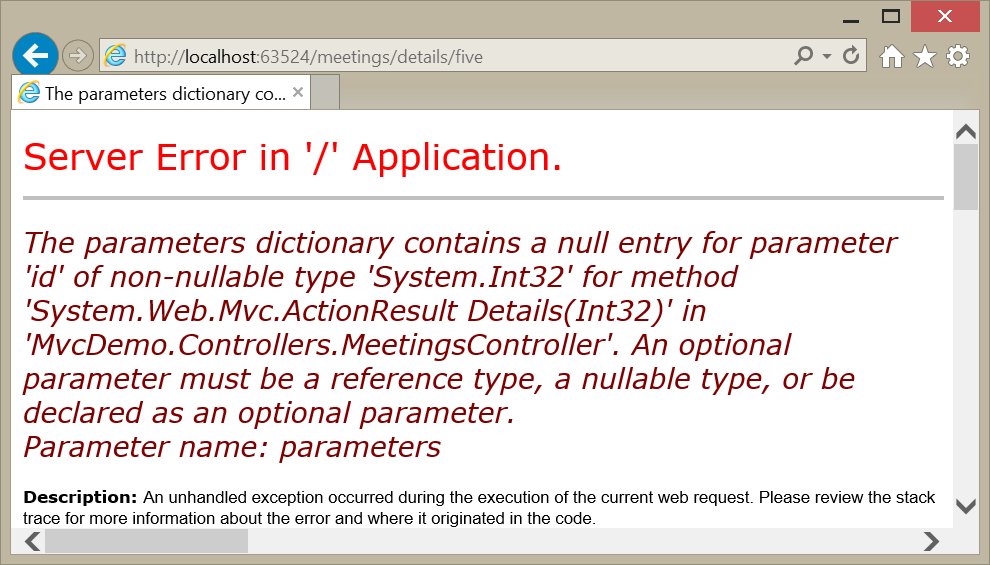 http://localhost:63524/meetings/details/five
The parameters dictionary co...
Server Error in '/' Application.
The parameters dictionary contains a null entry for parameter
'id' of non-nullable type 'System.Int32' for method
'System.Web.Mvc.ActionResult Details(Int32)' in
'MvcDemo.Controllers.MeetingsController'. An optional
parameter must be a reference type, a nullable type, or be
declared as an optional parameter.
Parameter name: parameters
Description: An unhandled exception occurred during the execution of the current web request. Please review the stack
trace for more information about the error and where it originated in the code.